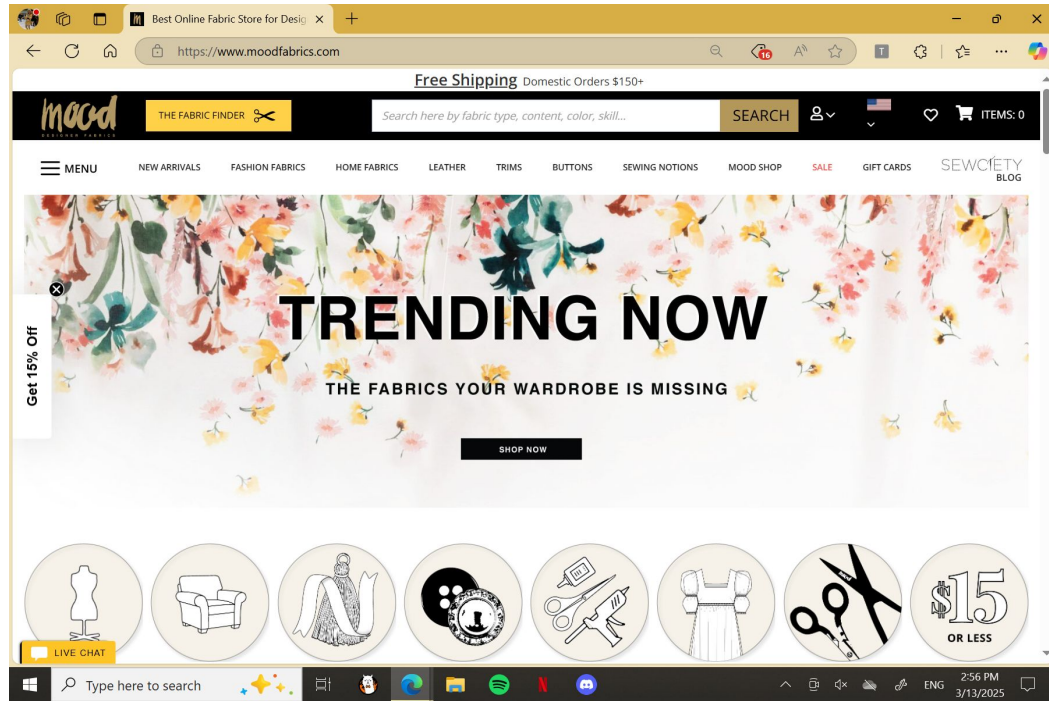 Best Online Fabric Store for Desig
https://www.moodfabrics.com
16
T
Free Shipping Domestic Orders $150+
mood
DESIGNER FABRICS
THE FABRIC FINDER
Search here by fabric type, content, color, skill...
SEARCH
ITEMS: 0
MENU
NEW ARRIVALS
FASHION FABRICS
HOME FABRICS
LEATHER
TRIMS
BUTTONS
SEWING NOTIONS
MOOD SHOP
SALE
GIFT CARDS
SEWCIETY
BLOG
TRENDING NOW
THE FABRICS YOUR WARDROBE IS MISSING
SHOP NOW
Get 15% Off
mood
$15
OR LESS
LIVE CHAT
Type here to search
ENG
2:56 PM
3/13/2025